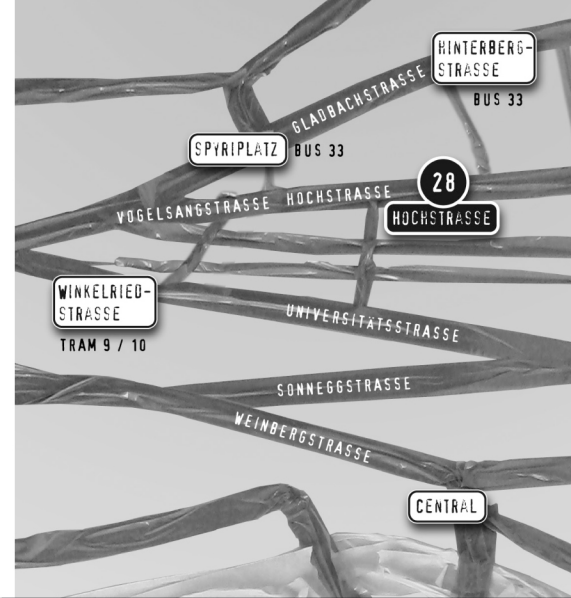 HINTERBERG-
STRASSE
BUS 33
GLADBACHSTRASSE
SPYRIPLATZ
BUS 33
28
HOCHSTRASSE
VOGELSANGSTRASSE HOCHSTRASSE
WINKELRIED-
STRASSE
TRAM 9 / 10
UNIVERSITÄTSSTRASSE
SONNEGGSTRASSE
WEINBERGSTRASSE
CENTRAL